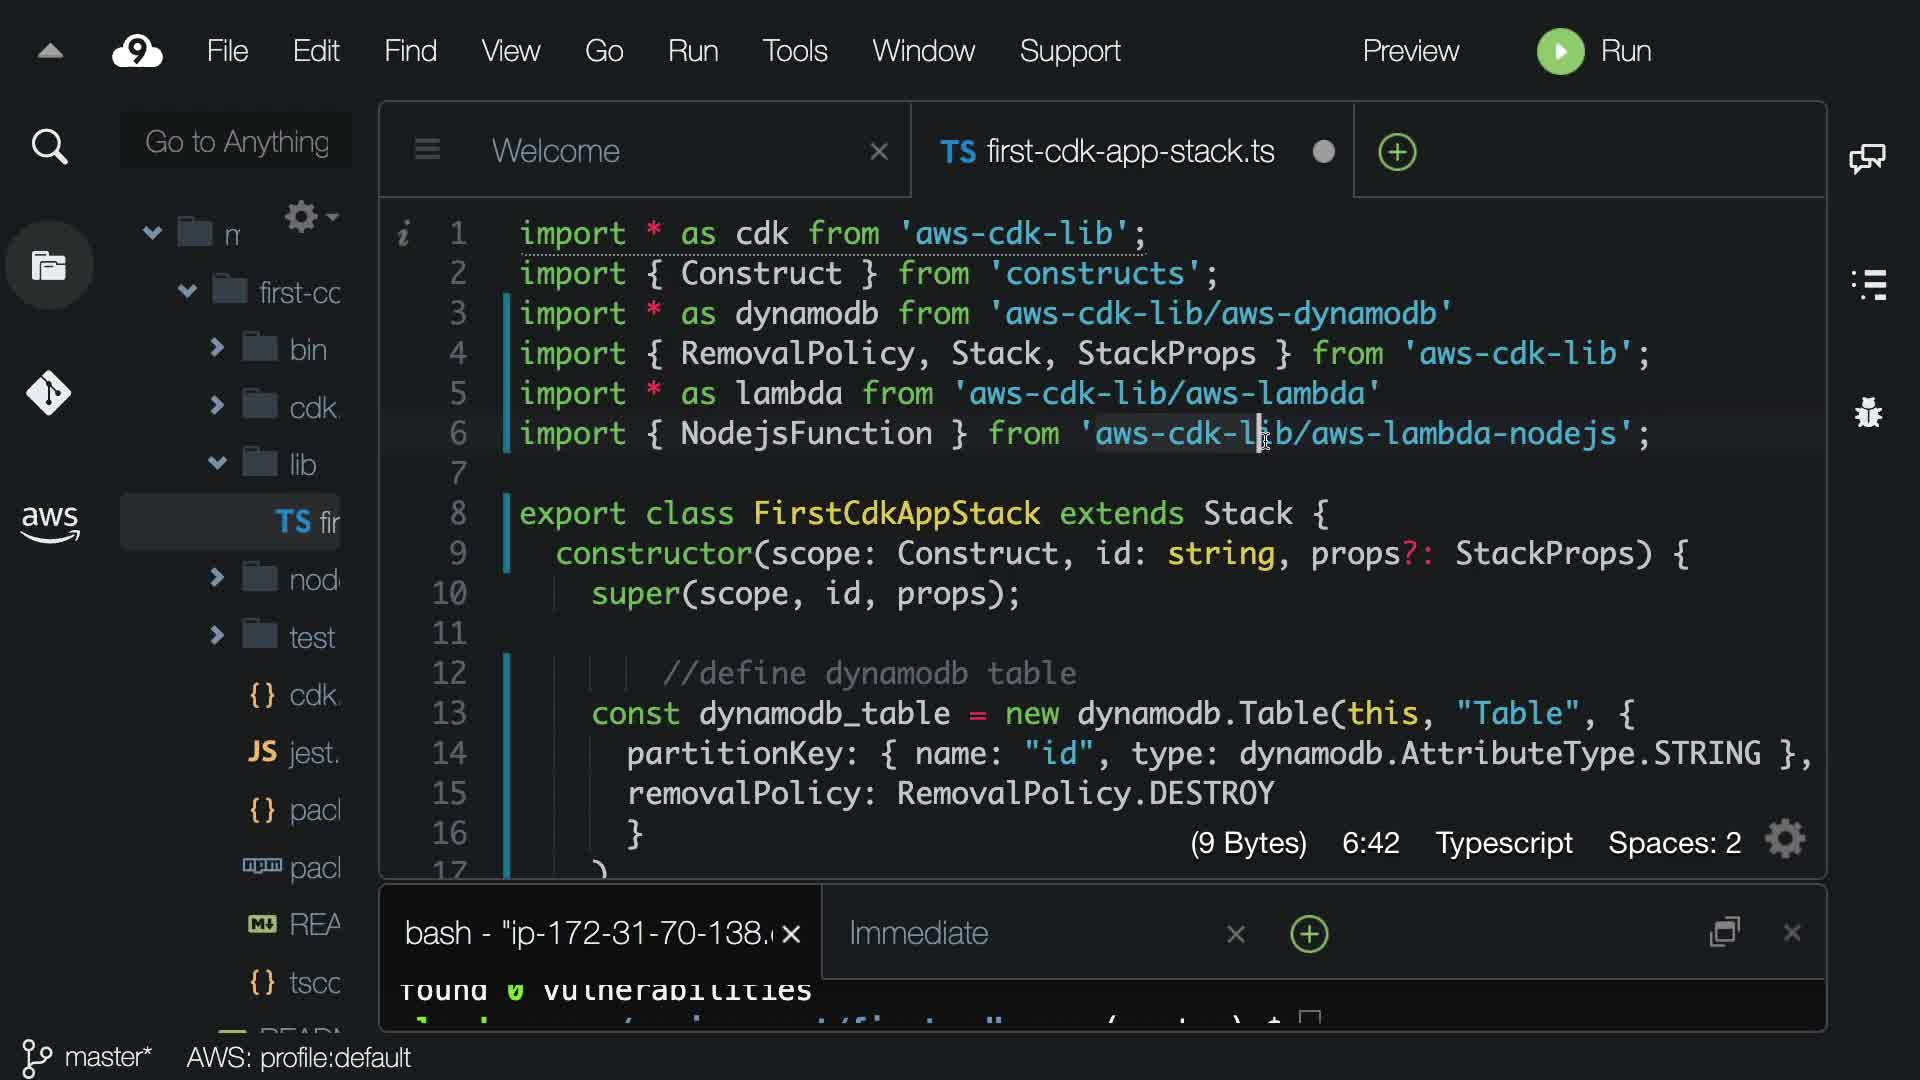 9 File Edit Find View Go Run Tools Window Support Preview Run
Go to Anything
Welcome
TS first-cdk-app-stack.ts
m
first-cc
bin
cdk.
lib
TS fir
nod
test
{} cdk.
JS jest.
{} pacl
pacl
M↓ REA
{} tscc
aws
i 1 import * as cdk from 'aws-cdk-lib';
2 import { Construct } from 'constructs';
3 import * as dynamodb from 'aws-cdk-lib/aws-dynamodb'
4 import { RemovalPolicy, Stack, StackProps } from 'aws-cdk-lib';
5 import * as lambda from 'aws-cdk-lib/aws-lambda'
6 import { NodejsFunction } from 'aws-cdk-lib/aws-lambda-nodejs';
7
8 export class FirstCdkAppStack extends Stack {
9 constructor(scope: Construct, id: string, props?: StackProps) {
10 super(scope, id, props);
11
12 //define dynamodb table
13 const dynamodb_table = new dynamodb.Table(this, "Table", {
14 partitionKey: { name: "id", type: dynamodb.AttributeType.STRING },
15 removalPolicy: RemovalPolicy.DESTROY
16 }
17 )
(9 Bytes) 6:42 Typescript Spaces: 2
bash - "ip-172-31-70-138.
Immediate
found 0 vulnerabilities
master* AWS: profile:default